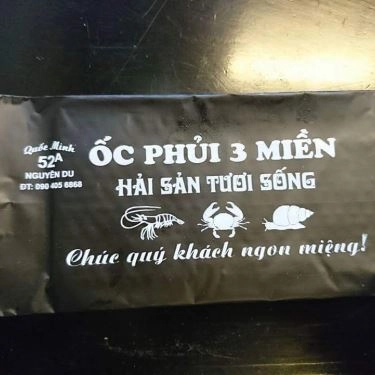 Quốc Minh
52A
NGUYỄN DU
ĐT: 090 405 6868
ỐC PHỦI 3 MIỀN
HẢI SẢN TƯƠI SỐNG
Chúc quý khách ngon miệng!